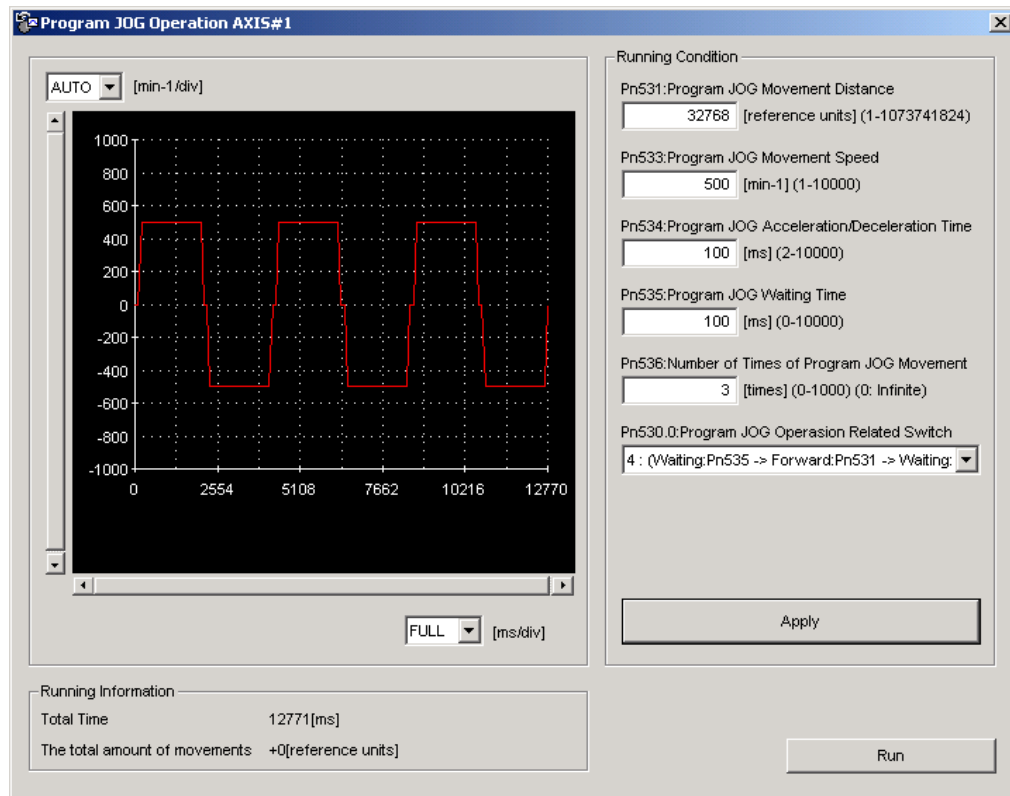 Program JOG Operation AXIS#1
AUTO [min-1/div]
1000
800
600
400
200
0
-200
-400
-600
-800
-1000
0 2554 5108 7662 10216 12770
FULL [ms/div]
Running Condition
Pn531:Program JOG Movement Distance
32768 [reference units] (1-1073741824)
Pn533:Program JOG Movement Speed
500 [min-1] (1-10000)
Pn534:Program JOG Acceleration/Deceleration Time
100 [ms] (2-10000)
Pn535:Program JOG Waiting Time
100 [ms] (0-10000)
Pn536:Number of Times of Program JOG Movement
3 [times] (0-1000) (0: Infinite)
Pn530.0:Program JOG Operasion Related Switch
4 : (Waiting:Pn535 -> Forward:Pn531 -> Waiting:
Apply
Running Information
Total Time 12771[ms]
The total amount of movements +0[reference units]
Run